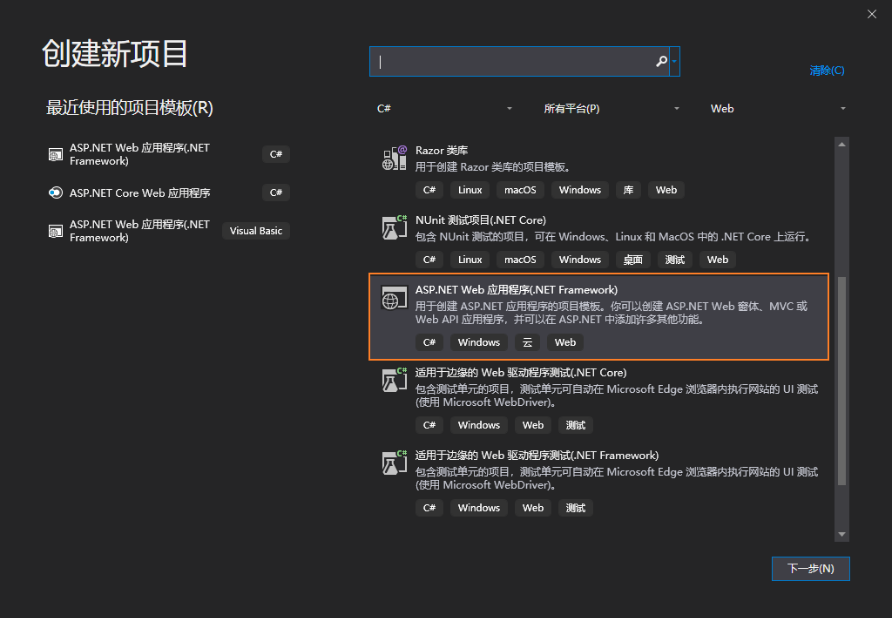 创建新项目
清除(C)
最近使用的项目模板(R)
C#
所有平台(P)
Web
ASP.NET Web 应用程序(.NET
Framework)
C#
ASP.NET Core Web 应用程序
C#
ASP.NET Web 应用程序(.NET
Framework)
Visual Basic
Razor 类库
用于创建 Razor 类库的项目模板。
C# Linux macOS Windows 库 Web
NUnit 测试项目(.NET Core)
包含 NUnit 测试的项目，可在 Windows、Linux 和 MacOS 中的 .NET Core 上运行。
C# Linux macOS Windows 桌面 测试 Web
ASP.NET Web 应用程序(.NET Framework)
用于创建 ASP.NET 应用程序的项目模板。你可以创建 ASP.NET Web 窗体、MVC 或
Web API 应用程序，并可以在 ASP.NET 中添加许多其他功能。
C# Windows 云 Web
适用于边缘的 Web 驱动程序测试(.NET Core)
包含测试单元的项目，测试单元可自动在 Microsoft Edge 浏览器内执行网站的 UI 测试
(使用 Microsoft WebDriver)。
C# Windows Web 测试
适用于边缘的 Web 驱动程序测试(.NET Framework)
包含测试单元的项目，测试单元可自动在 Microsoft Edge 浏览器内执行网站的 UI 测试
(使用 Microsoft WebDriver)。
C# Windows Web 测试
下一步(N)